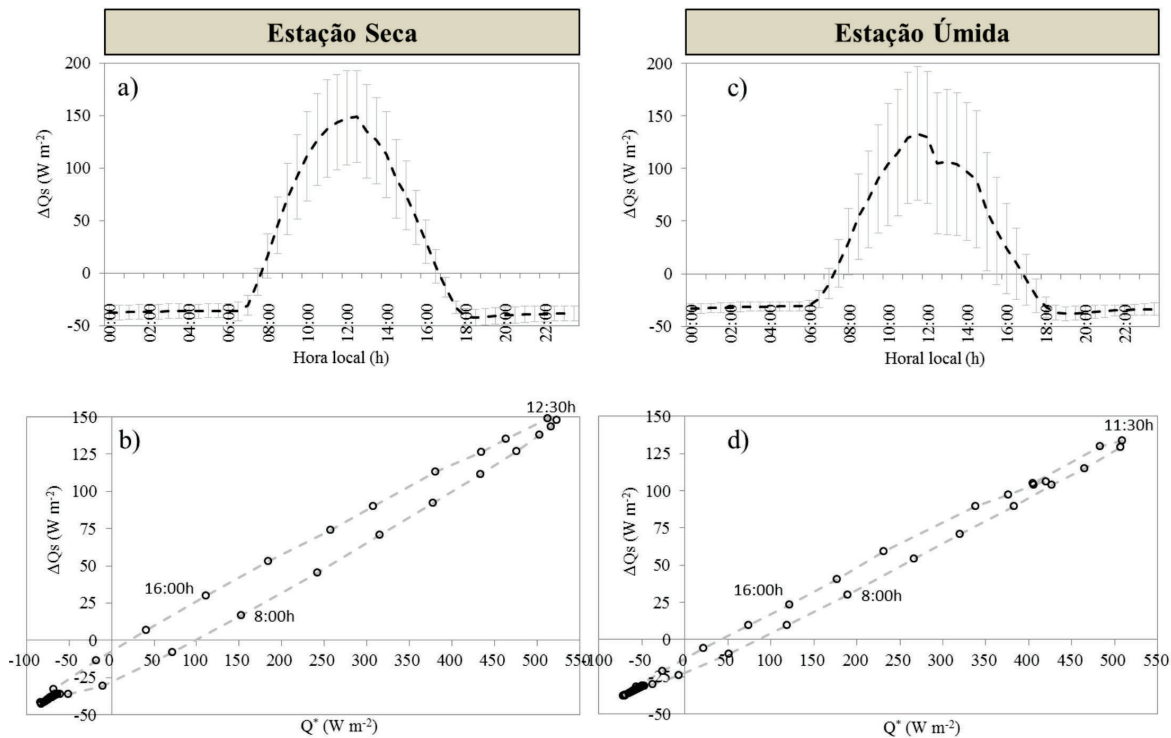 Estação Seca
Estação Úmida
a)
ΔQs (W m-2)
200
150
100
50
0
-50
00:00
02:00
04:00
06:00
08:00
10:00
12:00
14:00
16:00
18:00
20:00
22:00
Hora local (h)
c)
ΔQs (W m-2)
200
150
100
50
0
-50
00:00
02:00
04:00
06:00
08:00
10:00
12:00
14:00
16:00
18:00
20:00
22:00
Horal local (h)
b)
ΔQs (W m-2)
150
125
100
75
50
25
0
-25
-50
-100 -50 0 50 100 150 200 250 300 350 400 450 500 550
12:30h
16:00h
8:00h
Q* (W m-2)
d)
ΔQs (W m-2)
150
125
100
75
50
25
0
-25
-50
-100 -50 0 50 100 150 200 250 300 350 400 450 500 550
11:30h
16:00h
8:00h
Q* (W m-2)